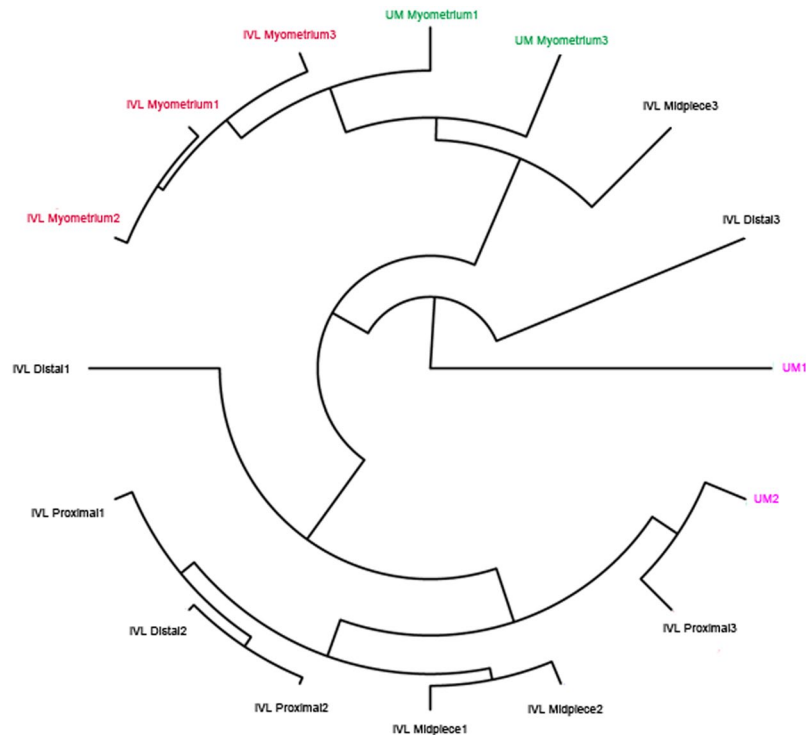 UM Myometrium1
IVL Myometrium3
UM Myometrium3
IVL Myometrium1
IVL Midpiece3
IVL Myometrium2
IVL Distal3
IVL Distal1
UM1
UM2
IVL Proximal1
IVL Distal2
IVL Proximal3
IVL Proximal2
IVL Midpiece2
IVL Midpiece1